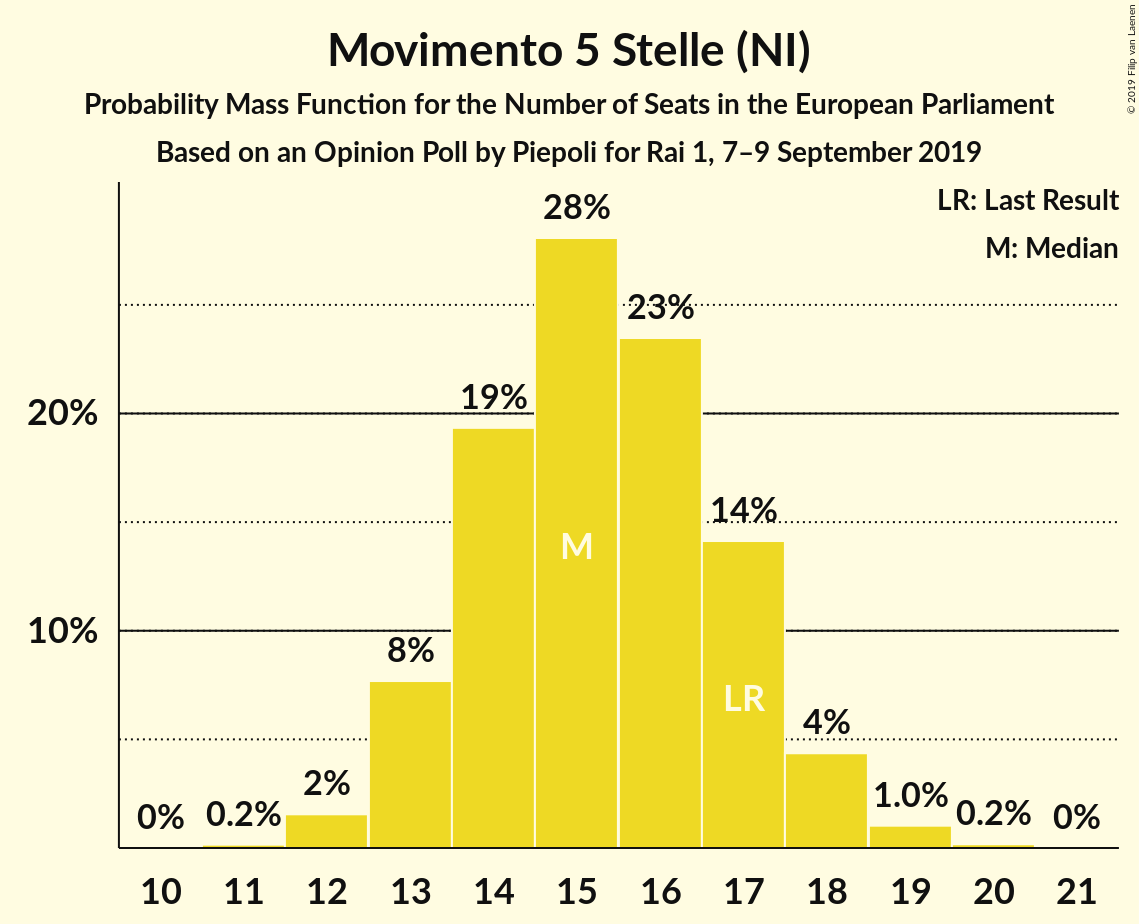 Movimento 5 Stelle (NI)
Probability Mass Function for the Number of Seats in the European Parliament
Based on an Opinion Poll by Piepoli for Rai 1, 7–9 September 2019
© 2019 Filip van Laenen
LR: Last Result
M: Median
28%
23%
19%
20%
14%
M
10%
8%
LR
4%
2%
1.0%
0% 0.2% 0.2% 0%
10 11 12 13 14 15 16 17 18 19 20 21